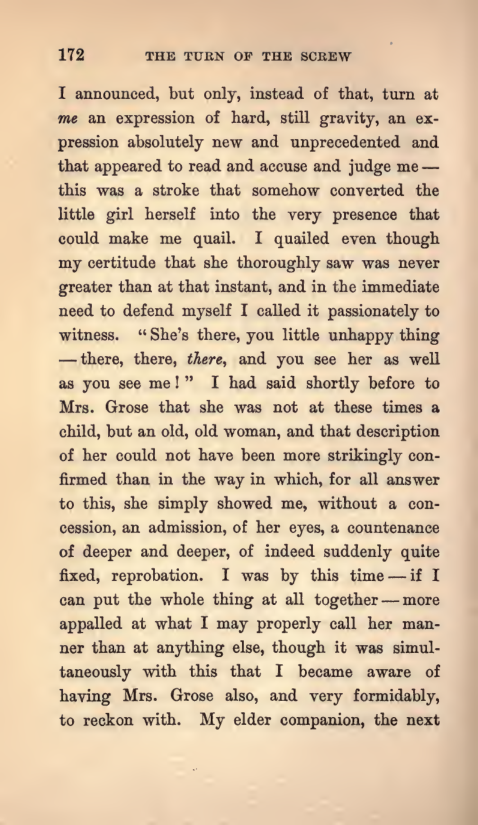 172 THE TURN OF THE SCREW
I announced, but only, instead of that, turn at
me an expression of hard, still gravity, an ex-
pression absolutely new and unprecedented and
that appeared to read and accuse and judge me —
this was a stroke that somehow converted the
little girl herself into the very presence that
could make me quail. I quailed even though
my certitude that she thoroughly saw was never
greater than at that instant, and in the immediate
need to defend myself I called it passionately to
witness. “She's there, you little unhappy thing
— there, there, there, and you see her as well
as you see me!” I had said shortly before to
Mrs. Grose that she was not at these times a
child, but an old, old woman, and that description
of her could not have been more strikingly con-
firmed than in the way in which, for all answer
to this, she simply showed me, without a con-
cession, an admission, of her eyes, a countenance
of deeper and deeper, of indeed suddenly quite
fixed, reprobation. I was by this time — if I
can put the whole thing at all together — more
appalled at what I may properly call her man-
ner than at anything else, though it was simul-
taneously with this that I became aware of
having Mrs. Grose also, and very formidably,
to reckon with. My elder companion, the next